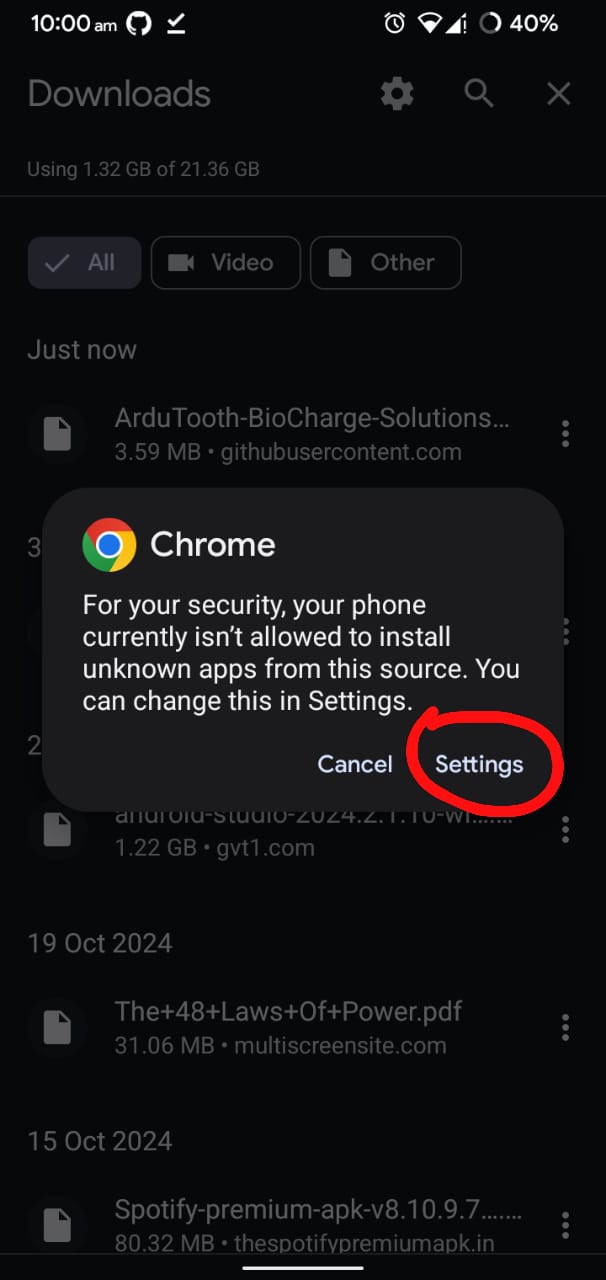 10:00 am
40%
Downloads
Using 1.32 GB of 21.36 GB
All
Video
Other
Just now
ArduTooth-BioCharge-Solutions...
3.59 MB • githubusercontent.com
3
Chrome
For your security, your phone
currently isn't allowed to install
unknown apps from this source. You
can change this in Settings.
2
Cancel
Settings
android-studio-2024.2.1.10-wi...
1.22 GB • gvt1.com
19 Oct 2024
The+48+Laws+Of+Power.pdf
31.06 MB • multiscreensite.com
15 Oct 2024
Spotify-premium-apk-v8.10.9.7......
80.32 MB • thespotifypremiumapk.in